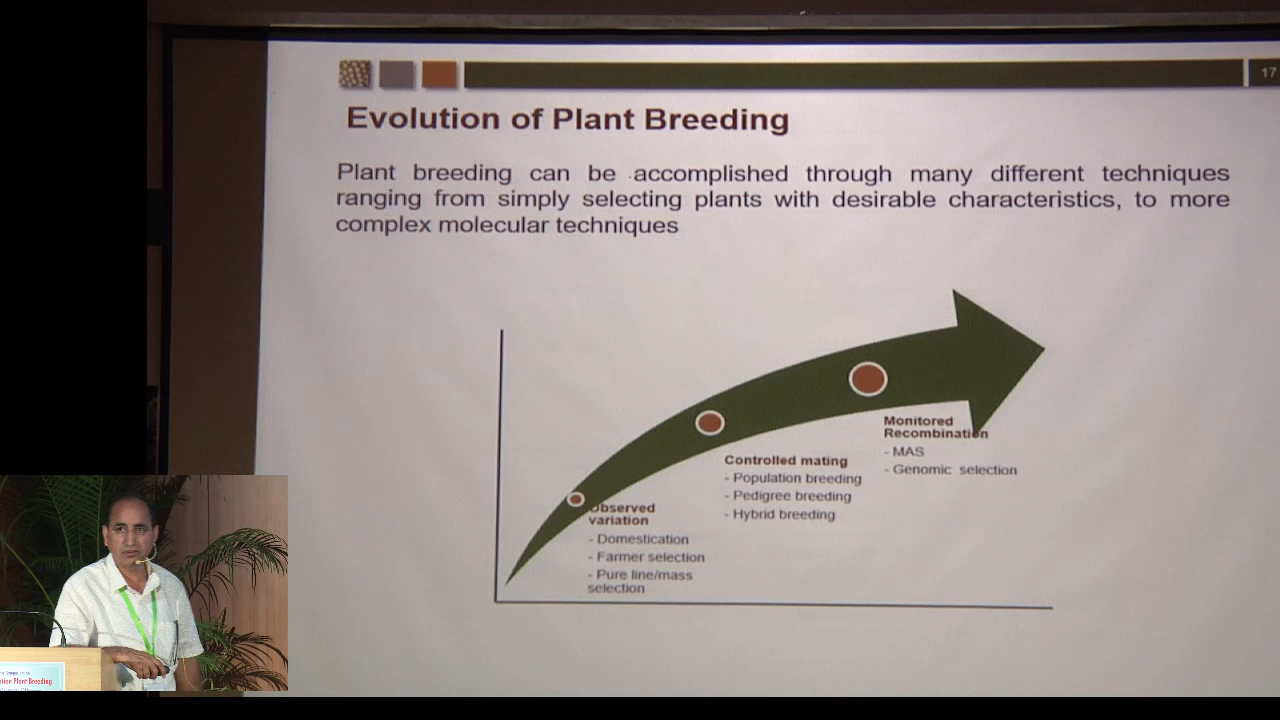 17
Evolution of Plant Breeding
Plant breeding can be accomplished through many different techniques
ranging from simply selecting plants with desirable characteristics, to more
complex molecular techniques
Monitored
Recombination
- MAS
- Genomic selection
Controlled mating
- Population breeding
- Pedigree breeding
- Hybrid breeding
Observed
variation
- Domestication
- Farmer selection
- Pure line/mass
selection
Plant Breeding